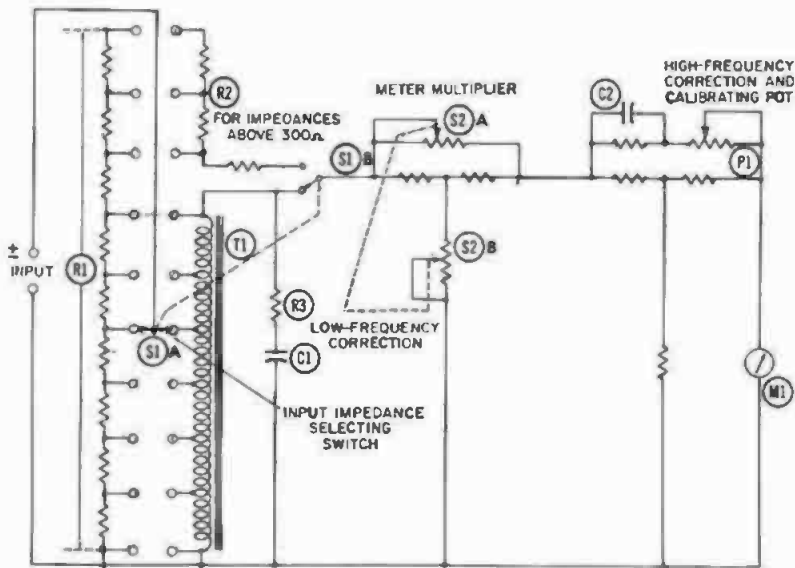 HIGH-FREQUENCY
CORRECTION AND
CALIBRATING POT
C2
METER MULTIPLIER
R2
FOR IMPEDANCES
ABOVE 300Ω
S2 A
S1 B
P1
T1
S2 B
INPUT
R1
R3
LOW-FREQUENCY
CORRECTION
S1 A
C1
M1
INPUT IMPEDANCE
SELECTING
SWITCH